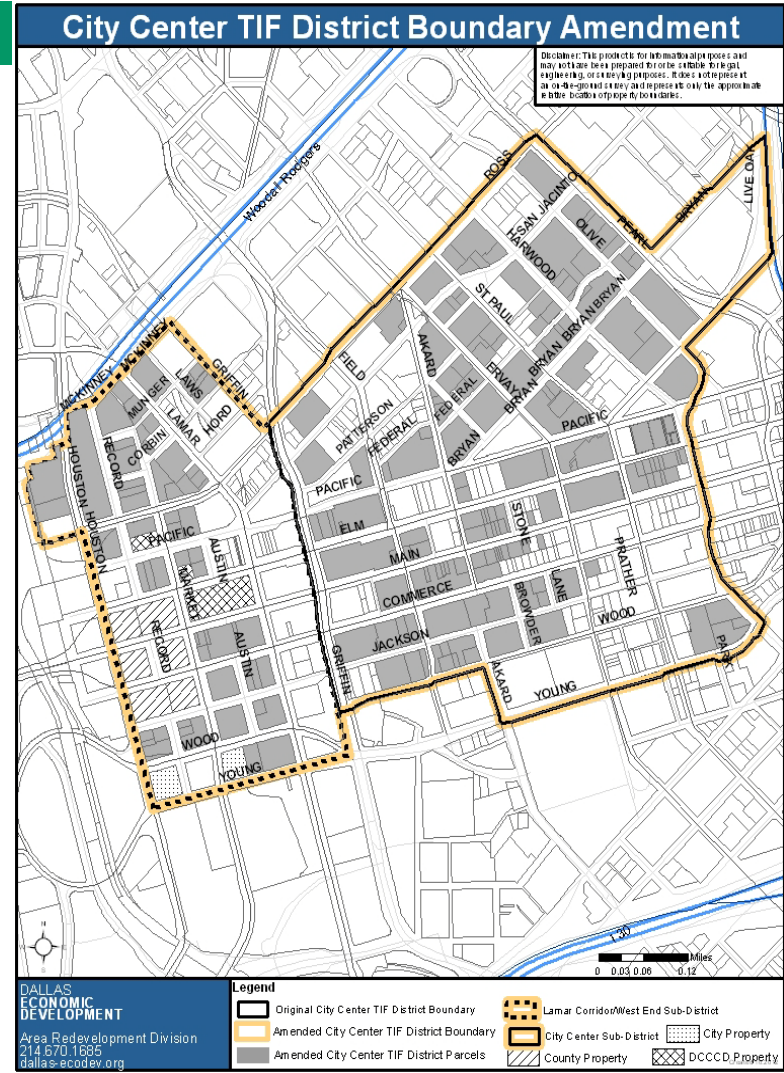 City Center TIF District Boundary Amendment
Disclaimer: This product is for informational purposes and
may not have been prepared for or be suitable for legal,
engineering, or surveying purposes. It does not represent
an on-the-ground survey and represents only the approximate
relative location of property boundaries.
Woodall Rodgers
ROSS
SAN JACINTO
LIVE OAK
BRYAN
PEARL
OLIVE
HARWOOD
ST PAUL
BRYAN
BRYAN
BRYAN
BRYAN
ERVAY
AKARD
FIELD
FEDERAL
PATTERSON
FEDERAL
BRYAN
PACIFIC
MCKINNEY
MCKINNEY
GRIFFIN
LAWS
MUNGER
HORD
LAMAR
CORBIN
RECORD
HOUSTON
HOUSTON
PACIFIC
PACIFIC
ELM
MAIN
STONE
COMMERCE
AUSTIN
MARKET
PRATHER
LANE
BROWDER
WOOD
JACKSON
RECORD
AUSTIN
GRIFFIN
PARK
AKARD
YOUNG
WOOD
YOUNG
I 30
Miles
0 0.03 0.06 0.12
DALLAS
ECONOMIC
DEVELOPMENT
Area Redevelopment Division
214.670.1685
dallas-ecodev.org
Legend
Original City Center TIF District Boundary
Amended City Center TIF District Boundary
Amended City Center TIF District Parcels
Lamar Corridor/West End Sub-District
City Center Sub-District
City Property
County Property
DCCCD Property